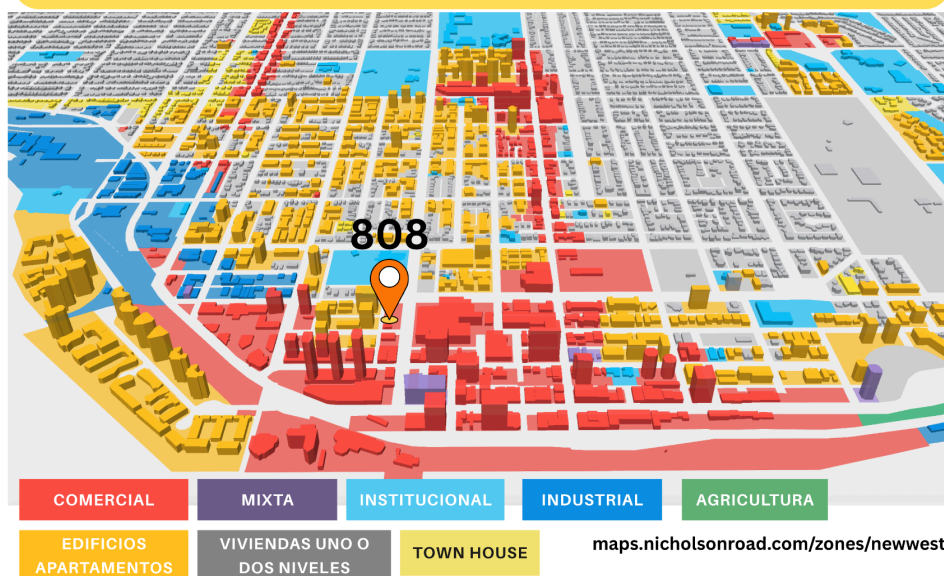 808
COMERCIAL
MIXTA
INSTITUCIONAL
INDUSTRIAL
AGRICULTURA
EDIFICIOS
APARTAMENTOS
VIVIENDAS UNO O
DOS NIVELES
TOWN HOUSE
maps.nicholsonroad.com/zones/newwest